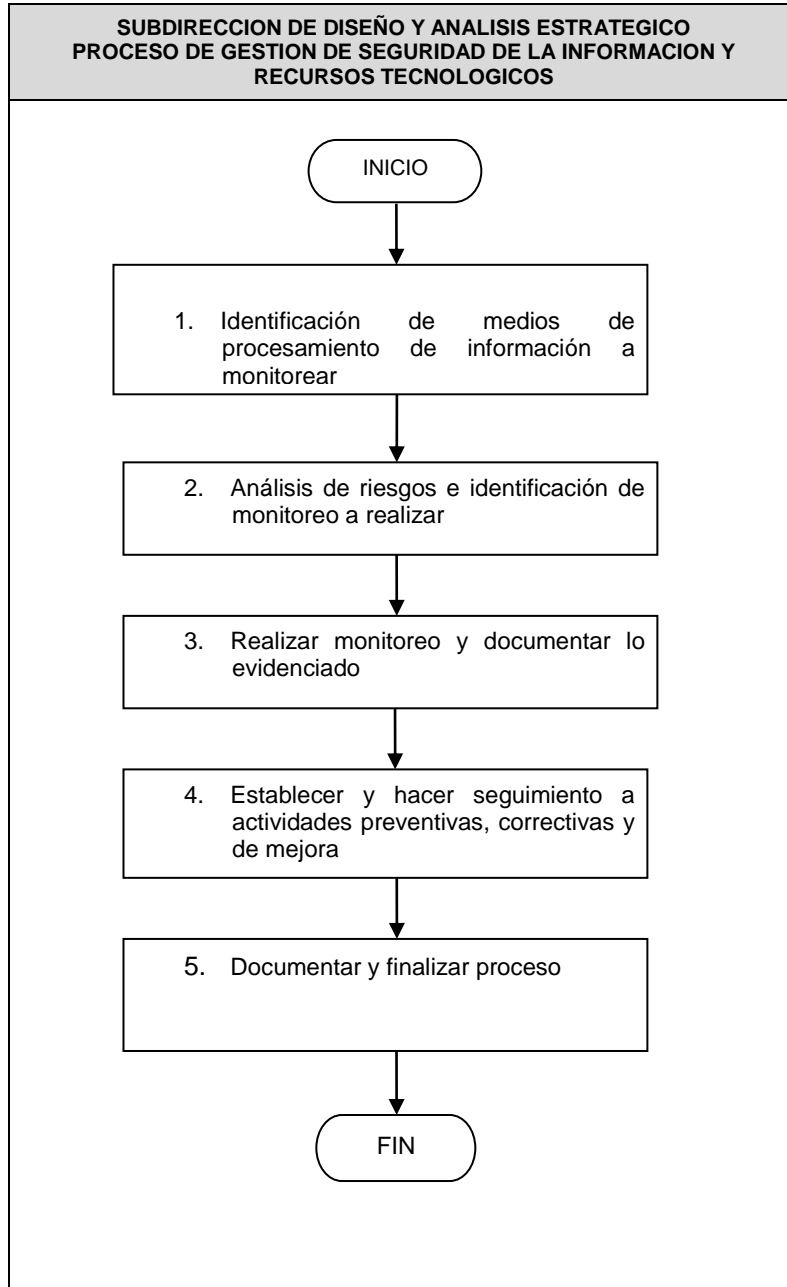 SUBDIRECCION DE DISEÑO Y ANALISIS ESTRATEGICO
PROCESO DE GESTION DE SEGURIDAD DE LA INFORMACION Y
RECURSOS TECNOLOGICOS
INICIO
1. Identificación de medios de
procesamiento de información a
monitorear
2. Análisis de riesgos e identificación de
monitoreo a realizar
3. Realizar monitoreo y documentar lo
evidenciado
4. Establecer y hacer seguimiento a
actividades preventivas, correctivas y
de mejora
5. Documentar y finalizar proceso
FIN